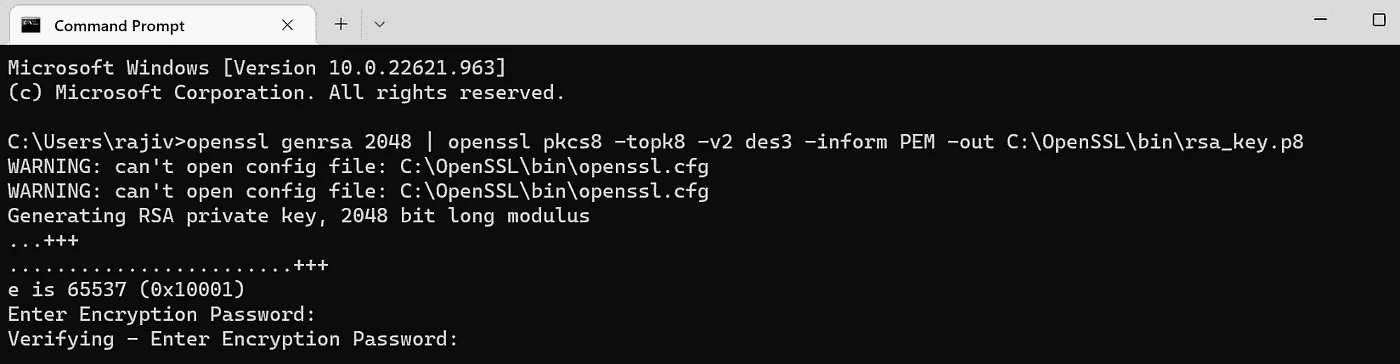 Command Prompt
Microsoft Windows [Version 10.0.22621.963]
(c) Microsoft Corporation. All rights reserved.
C:\Users\rajiv>openssl genrsa 2048 | openssl pkcs8 -topk8 -v2 des3 -inform PEM -out C:\OpenSSL\bin\rsa_key.p8
WARNING: can't open config file: C:\OpenSSL\bin\openssl.cfg
WARNING: can't open config file: C:\OpenSSL\bin\openssl.cfg
Generating RSA private key, 2048 bit long modulus
...+++
........................+++
e is 65537 (0x10001)
Enter Encryption Password:
Verifying - Enter Encryption Password: